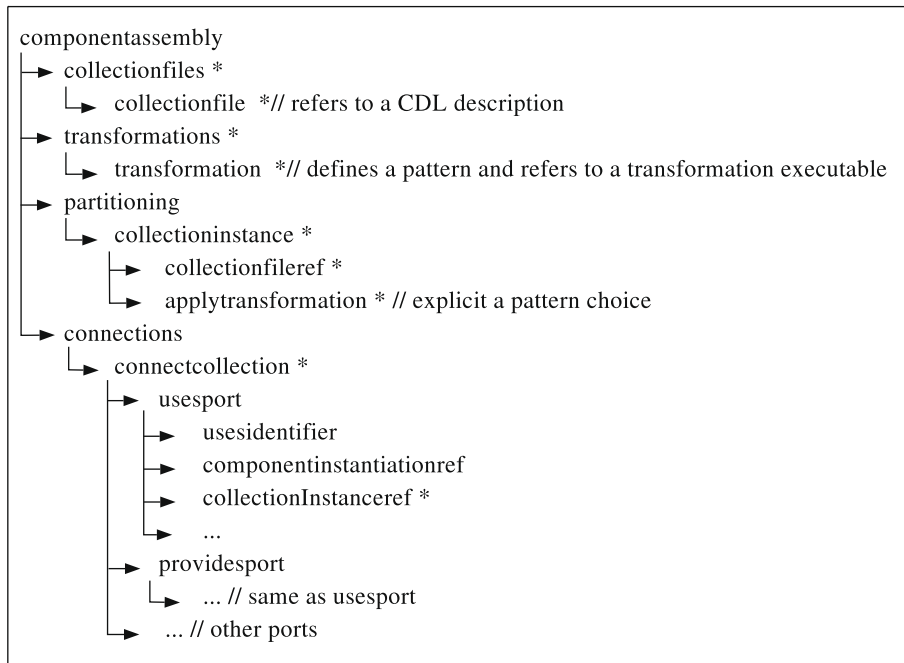 componentassembly
collectionfiles *
collectionfile *// refers to a CDL description
transformations *
transformation *// defines a pattern and refers to a transformation executable
partitioning
collectioninstance *
collectionfileref *
applytransformation * // explicit a pattern choice
connections
connectcollection *
usesport
usesidentifier
componentinstantiationref
collectionInstanceref *
...
providesport
... // same as usesport
... // other ports